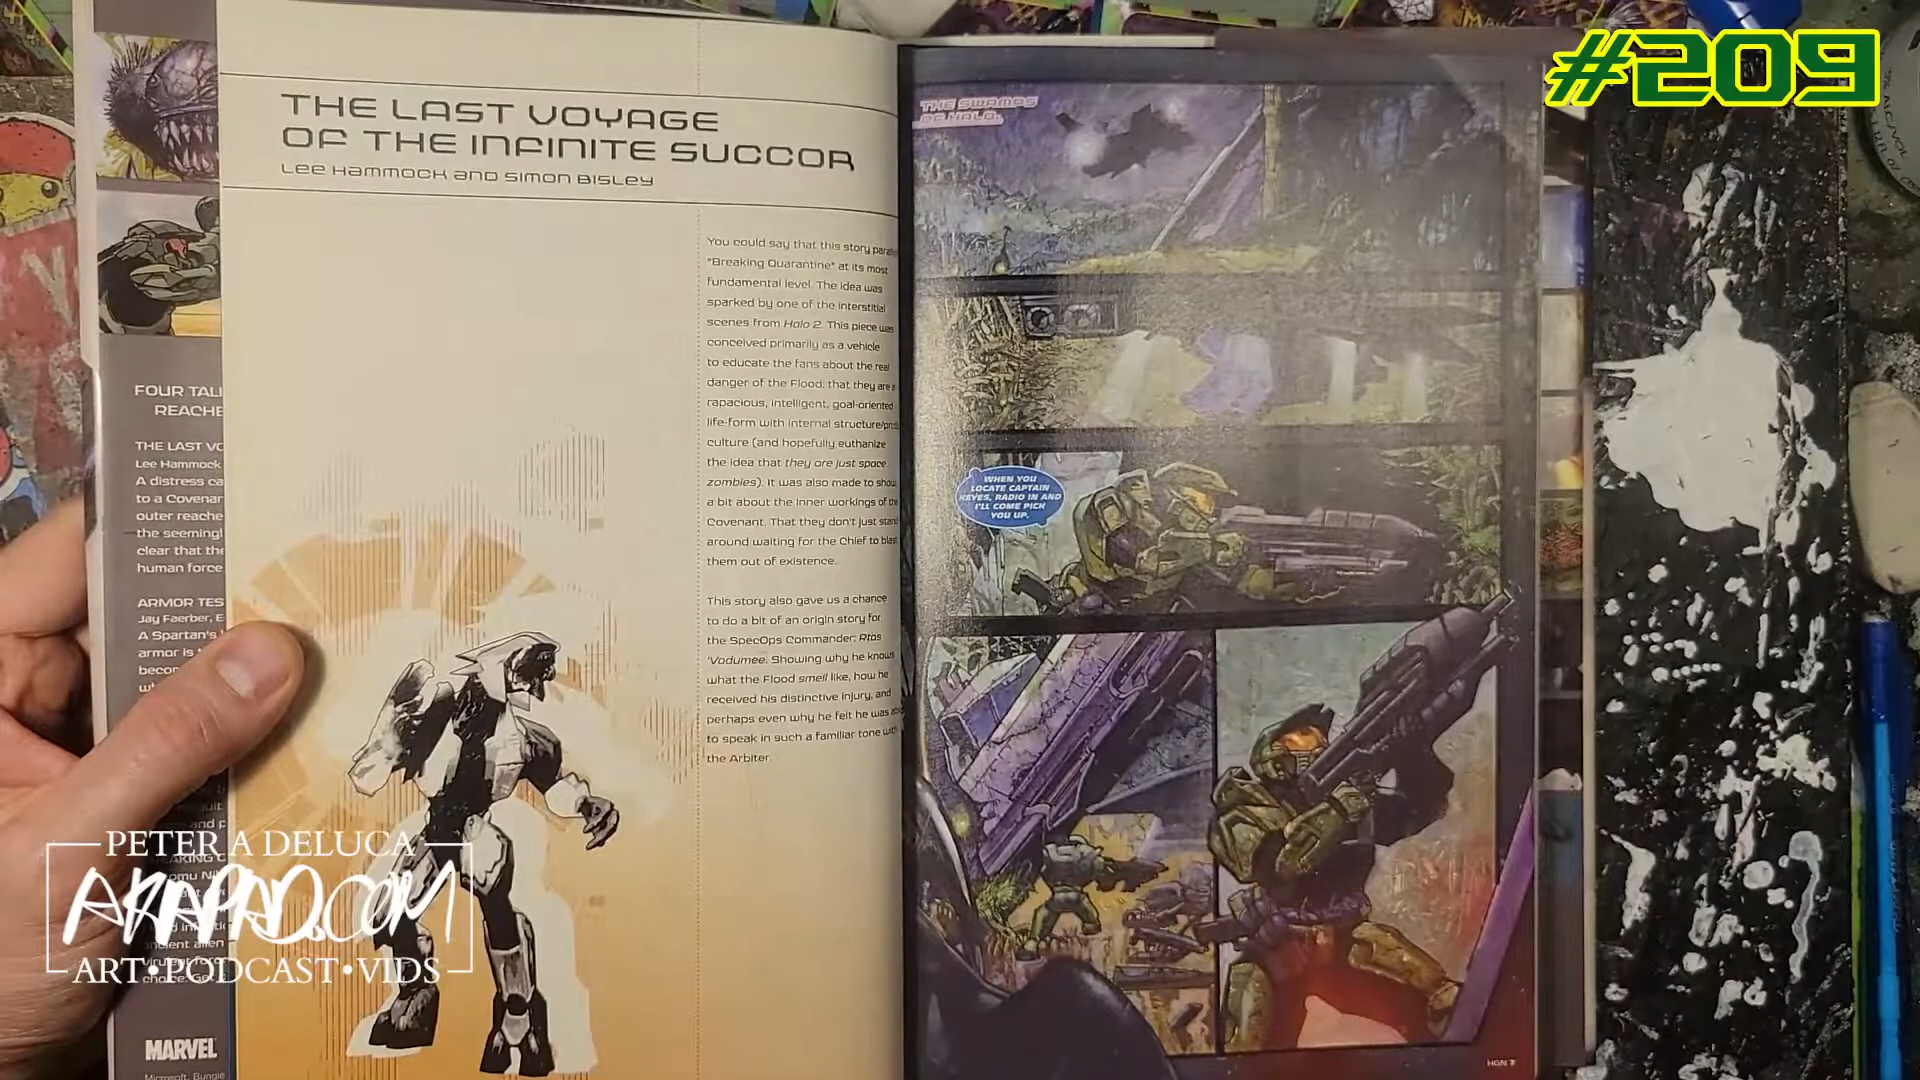 #209
THE LAST VOYAGE
OF THE INFINITE SUCCOR
Lee Hammock and Simon Bisley
You could say that this story
"Breaking Quarantine" at its most
fundamental level. The idea was
sparked by one of the interstitial
scenes from Halo 2. This piece was
conceived primarily as a vehicle
to educate the fans about the real
danger of the Flood: that they are a
rapacious, intelligent, goal-oriented
life-form with internal structure/
culture (and hopefully euthanize
the idea that they are just space
zombies). It was also made to show
a bit about the inner workings of the
Covenant. That they don't just stand
around waiting for the Chief to blast
them out of existence.
This story also gave us a chance
to do a bit of an origin story for
the SpecOps Commander: Rtas
'Vodumee. Showing why he knows
what the Flood smell like, how he
received his distinctive injury, and
perhaps even why he felt he was
to speak in such a familiar tone with
the Arbiter.
FOUR TAL
REACHE
THE LAST VO
Lee Hammock
A distress ca
to a Covenan
outer reache
the seemingl
clear that the
human force
ARMOR TES
Jay Faerber, E
A Spartan's
armor is
becor
MARVEL
Microsoft, Bungie
THE SWAMPS
OF HALO.
WHEN YOU
LOCATE CAPTAIN
KEYES, RADIO IN AND
I'LL COME PICK
YOU UP.
HGN 7
PETER A DELUCA
AKAPAD.COM
ART•PODCAST•VIDS